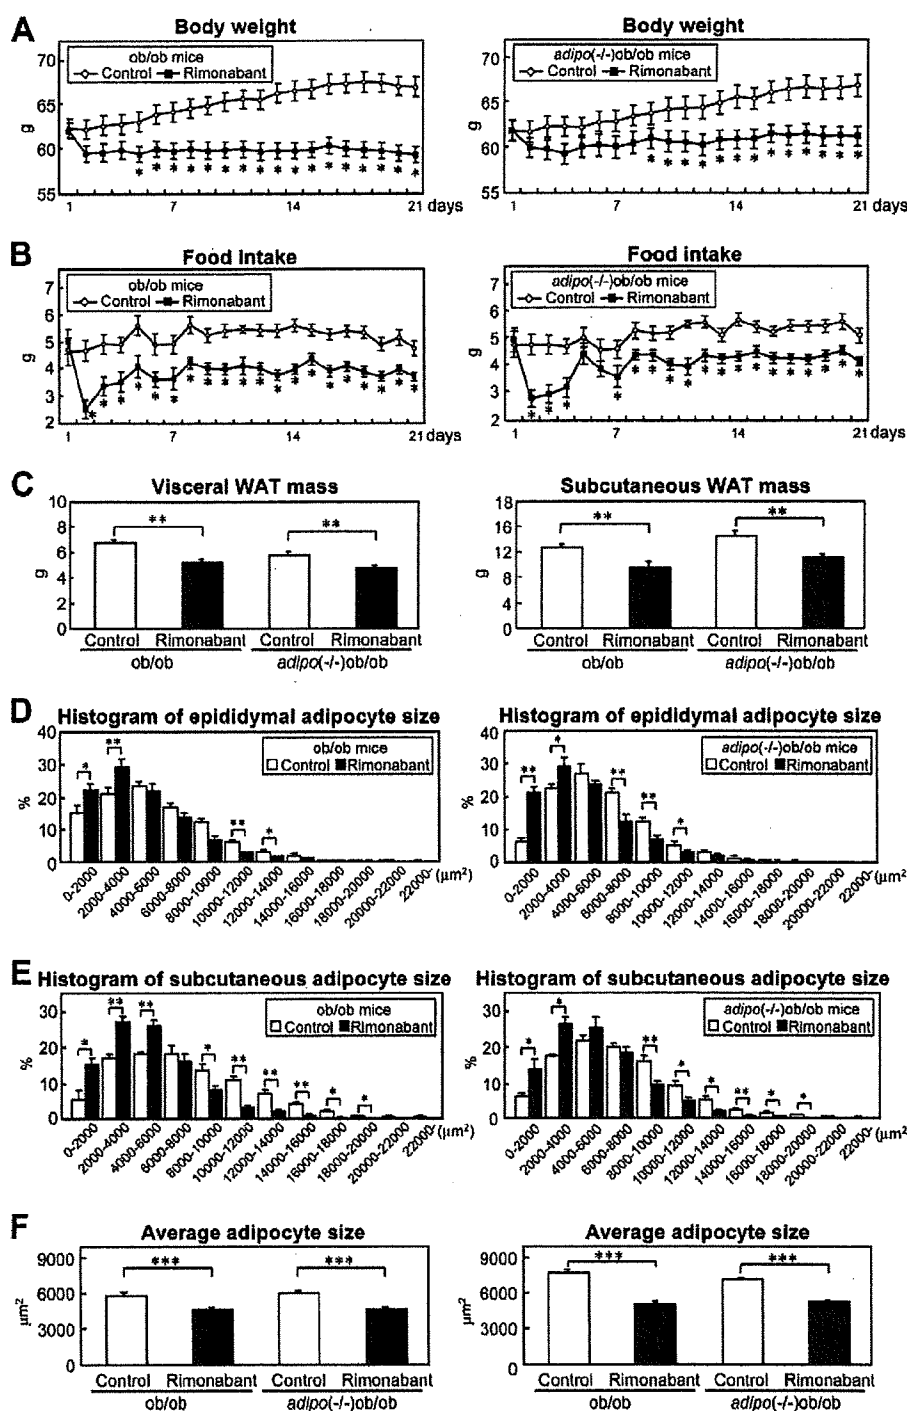 A
Body weight
ob/ob mice
Control Rimonabant
70
65
60
55
g
1 7 14 21 days
Body weight
adipo(-/-)ob/ob mice
Control Rimonabant
70
65
60
55
g
1 7 14 21 days
B
Food Intake
ob/ob mice
Control Rimonabant
7
6
5
4
3
2
g
* * * * * * * * * * * * * * * * * * * *
1 7 14 21 days
Food intake
adipo(-/-)ob/ob mice
Control Rimonabant
7
6
5
4
3
2
g
1 7 14 21 days
C
Visceral WAT mass
10
8
6
4
2
0
g
** **
Control Rimonabant Control Rimonabant
ob/ob adipo(-/-)ob/ob
Subcutaneous WAT mass
18
16
12
8
4
0
g
** **
Control Rimonabant Control Rimonabant
ob/ob adipo(-/-)ob/ob
D
Histogram of epididymal adipocyte size
ob/ob mice
Control Rimonabant
40
30
20
10
0
%
* ** ** *
0-2000 2000-4000 4000-6000 6000-8000 8000-10000 10000-12000 12000-14000 14000-16000 16000-18000 18000-20000 20000-22000 22000- (μm²)
Histogram of epididymal adipocyte size
adipo(-/-)ob/ob mice
Control Rimonabant
40
30
20
10
0
%
** * ** ** *
0-2000 2000-4000 4000-6000 6000-8000 8000-10000 10000-12000 12000-14000 14000-16000 16000-18000 18000-20000 20000-22000 22000- (μm²)
E
Histogram of subcutaneous adipocyte size
ob/ob mice
Control Rimonabant
30
20
10
0
%
* ** ** * ** ** ** * *
0-2000 2000-4000 4000-6000 6000-8000 8000-10000 10000-12000 12000-14000 14000-16000 16000-18000 18000-20000 20000-22000 22000- (μm²)
Histogram of subcutaneous adipocyte size
adipo(-/-)ob/ob mice
Control Rimonabant
30
20
10
0
%
* * ** * * ** * *
0-2000 2000-4000 4000-6000 6000-8000 8000-10000 10000-12000 12000-14000 14000-16000 16000-18000 18000-20000 20000-22000 22000- (μm²)
F
Average adipocyte size
9000
6000
3000
0
μm²
*** ***
Control Rimonabant Control Rimonabant
ob/ob adipo(-/-)ob/ob
Average adipocyte size
9000
6000
3000
0
μm²
*** ***
Control Rimonabant Control Rimonabant
ob/ob adipo(-/-)ob/ob